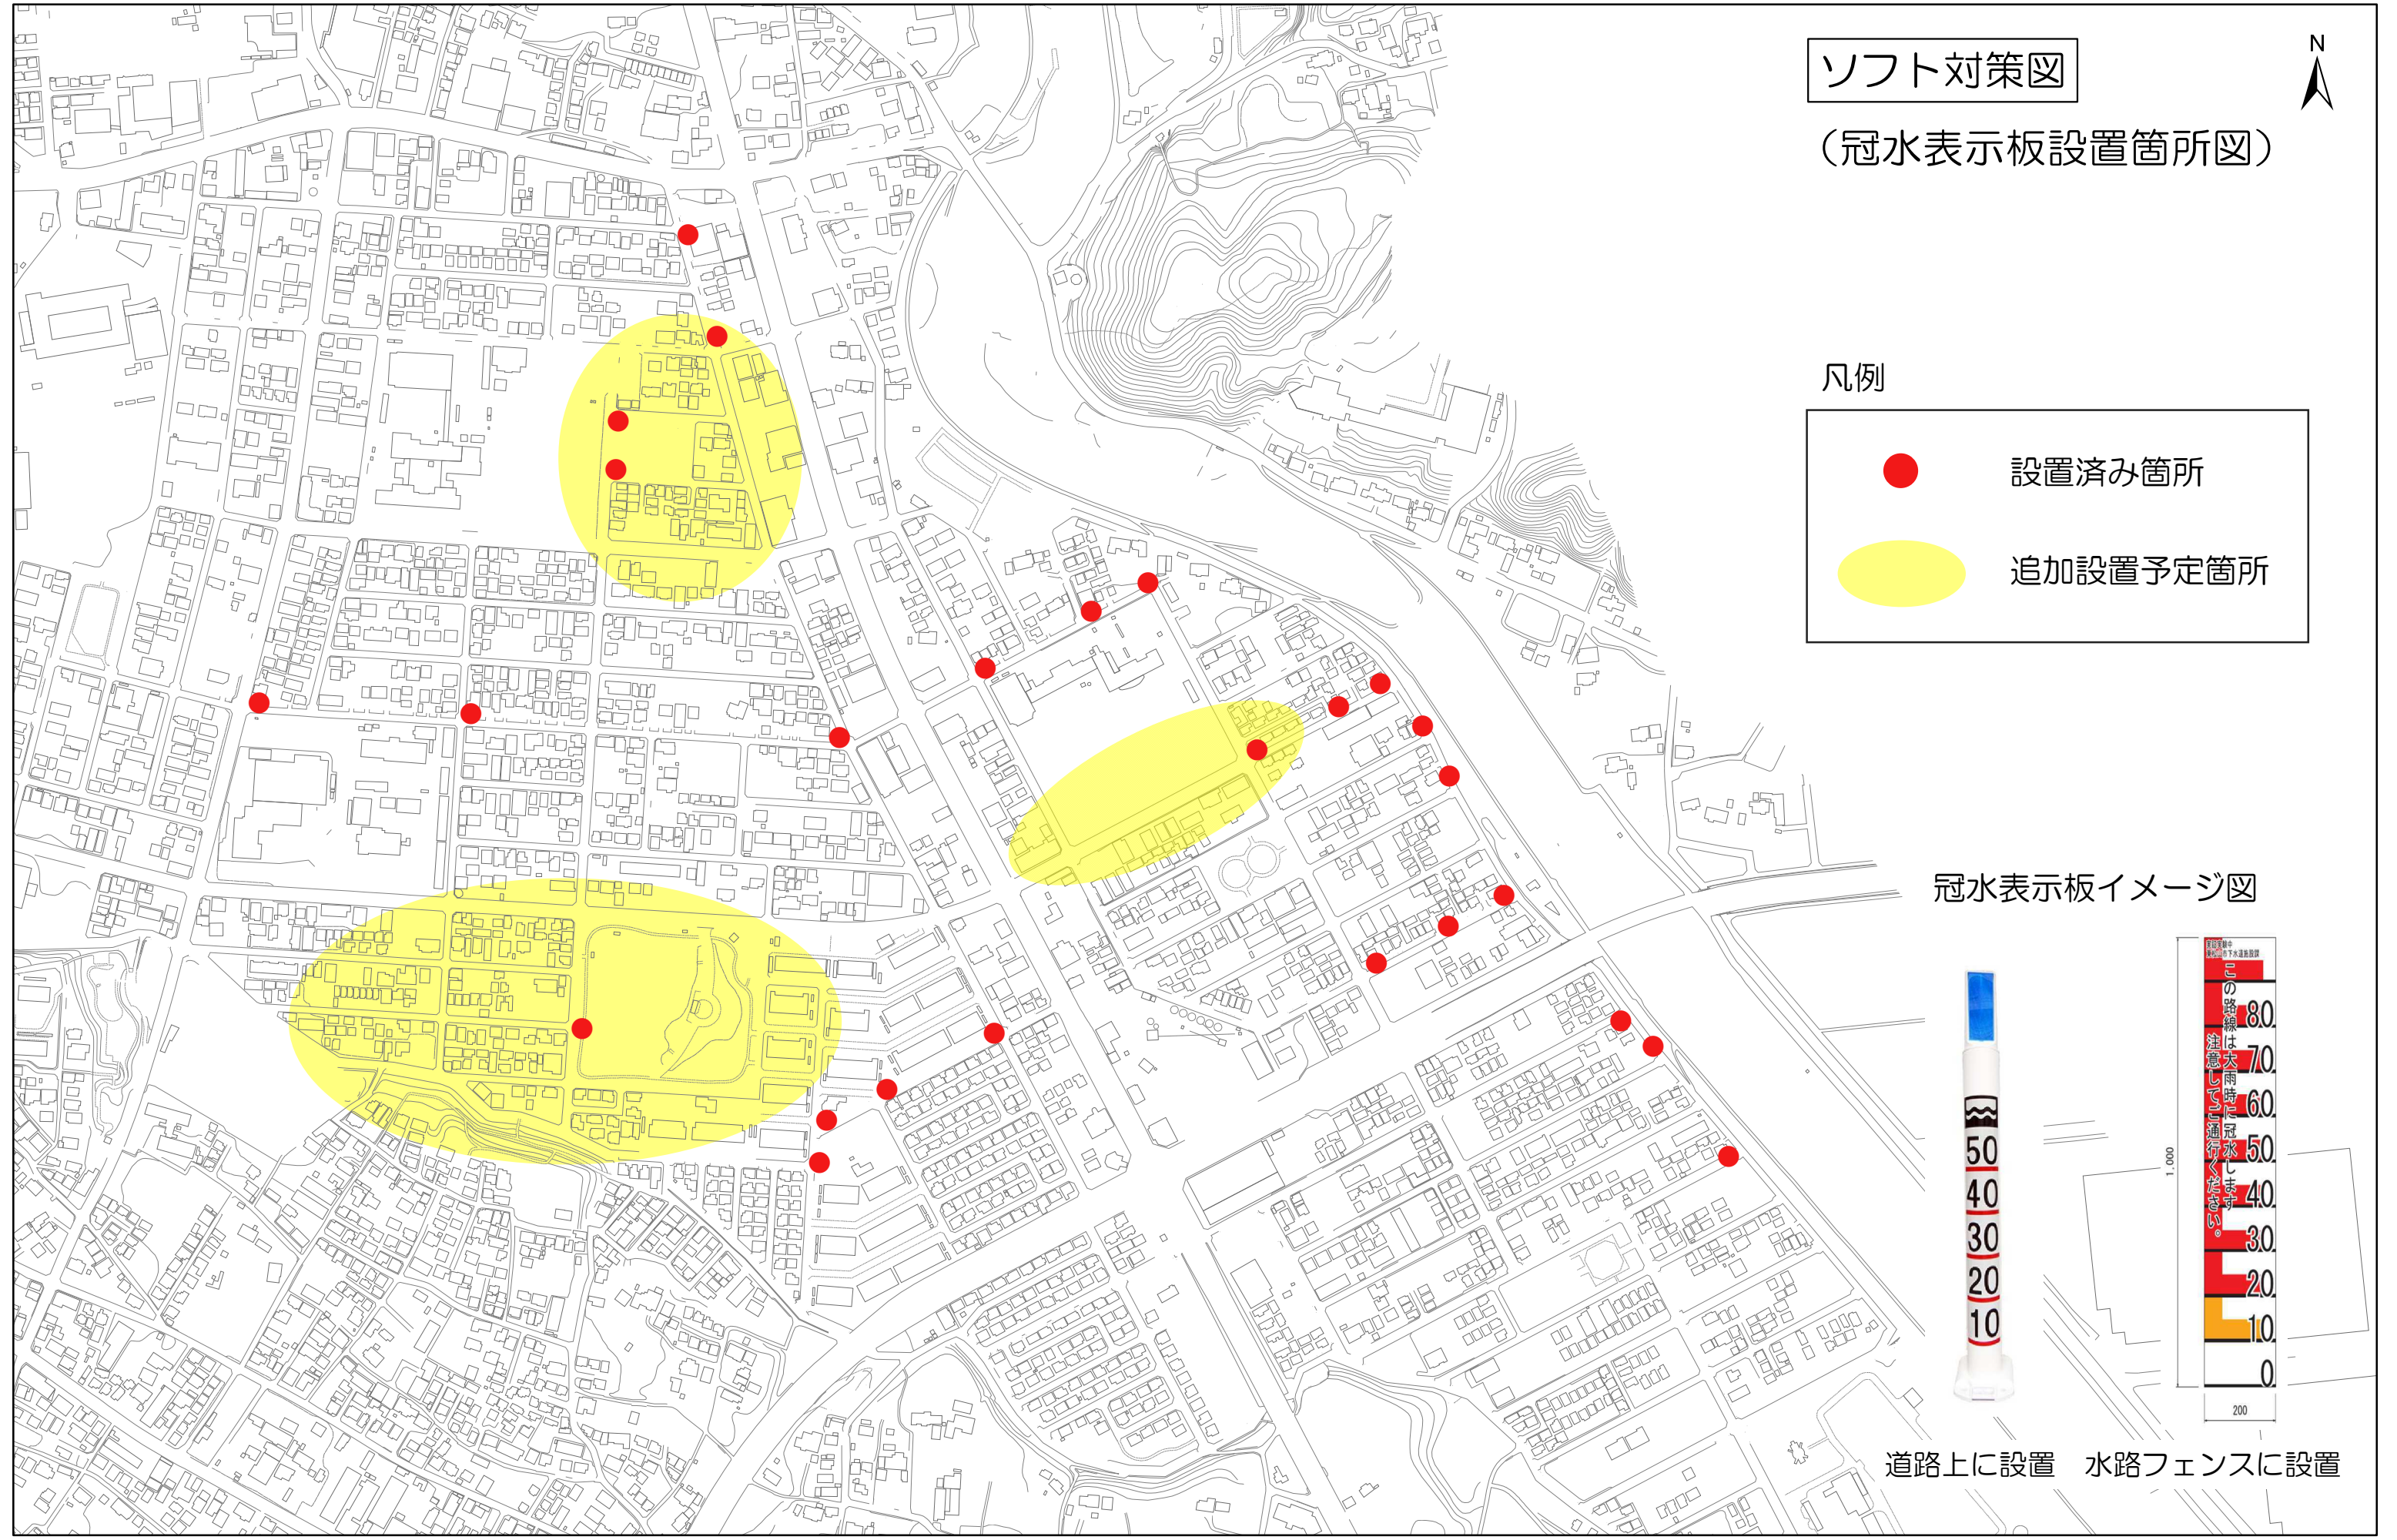 ソフト対策図
（冠水表示板設置箇所図）
N
凡例
設置済み箇所
追加設置予定箇所
冠水表示板イメージ図
50
40
30
20
10
この路線は大雨時に冠水します
注意してご通行ください。
80
70
60
50
40
30
20
10
0
1,000
200
道路上に設置
水路フェンスに設置